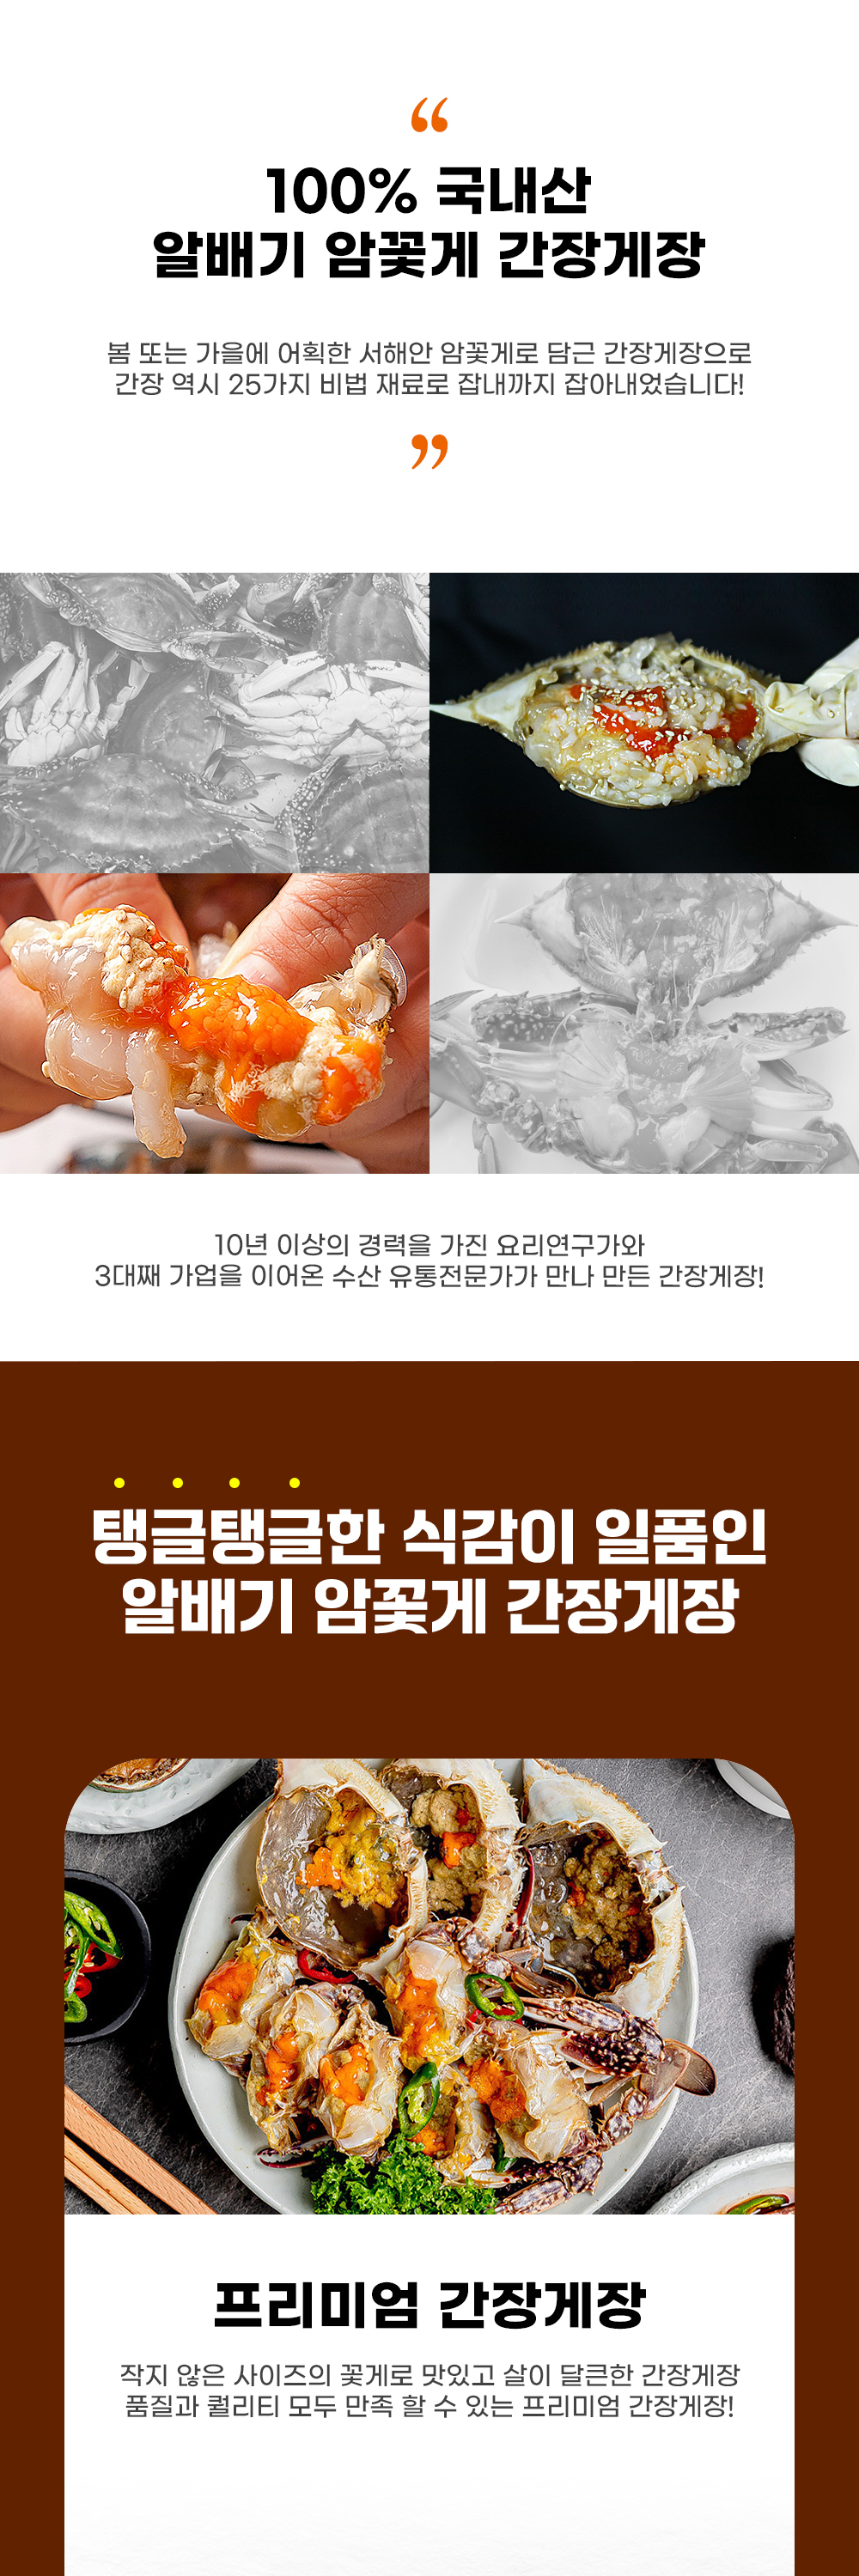 “
100% 국내산
알배기 암꽃게 간장게장
봄 또는 가을에 어획한 서해안 암꽃게로 담근 간장게장으로
간장 역시 25가지 비법 재료로 잡내까지 잡아내었습니다!
”
10년 이상의 경력을 가진 요리연구가와
3대째 가업을 이어온 수산 유통전문가가 만나 만든 간장게장!
탱글탱글한 식감이 일품인
알배기 암꽃게 간장게장
프리미엄 간장게장
작지 않은 사이즈의 꽃게로 맛있고 살이 달큰한 간장게장
품질과 퀄리티 모두 만족 할 수 있는 프리미엄 간장게장!